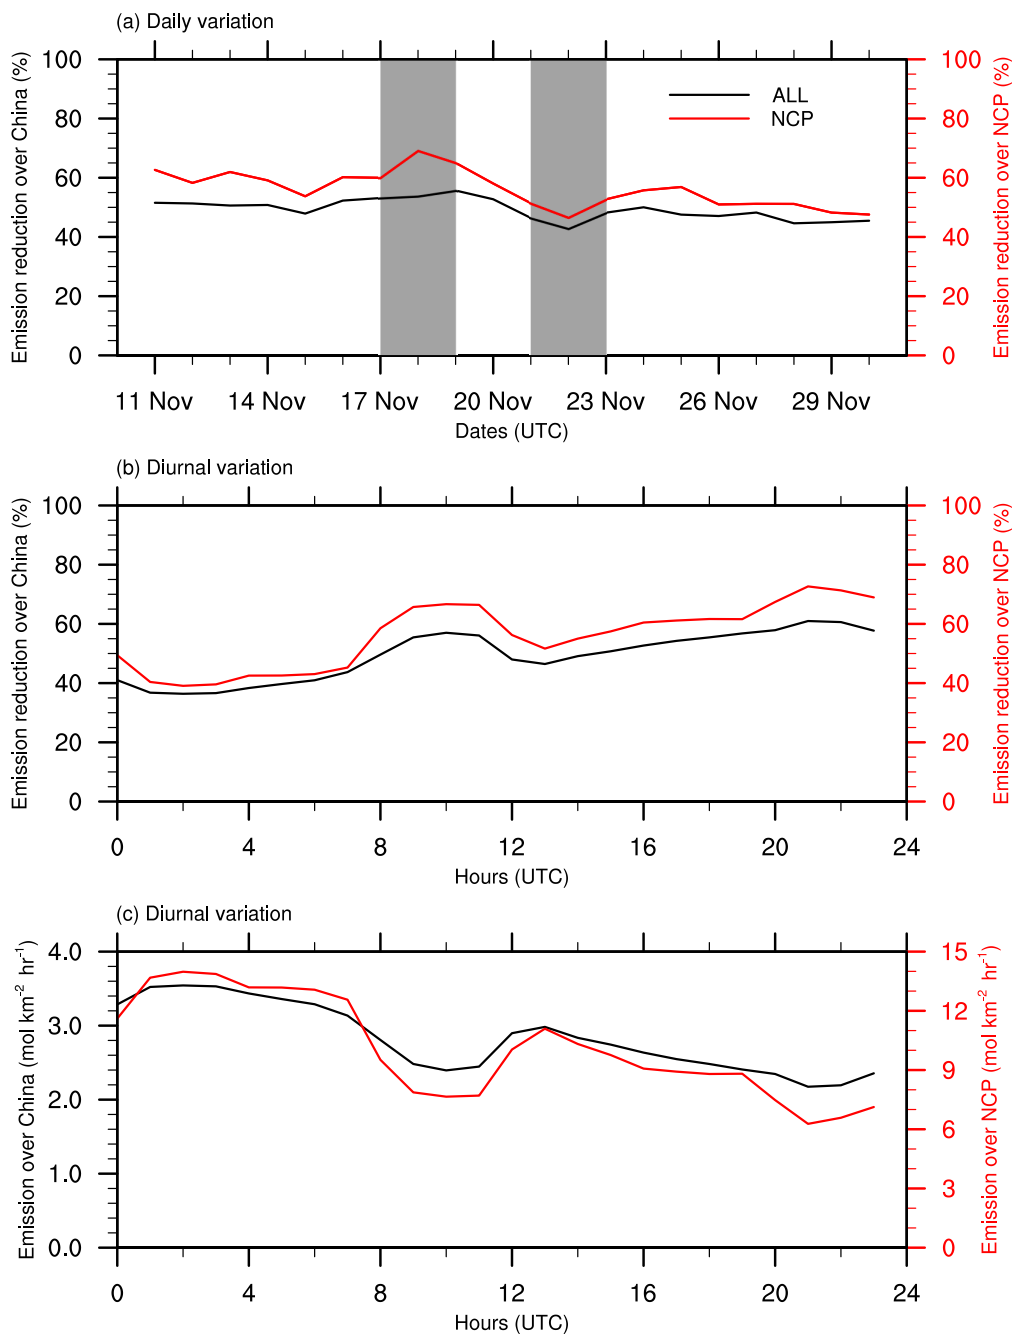 (a) Daily variation
Emission reduction over China (%)
100
80
60
40
20
0
ALL
NCP
100
80
60
40
20
0
Emission reduction over NCP (%)
11 Nov 14 Nov 17 Nov 20 Nov 23 Nov 26 Nov 29 Nov
Dates (UTC)
(b) Diurnal variation
Emission reduction over China (%)
100
80
60
40
20
0
100
80
60
40
20
0
Emission reduction over NCP (%)
0 4 8 12 16 20 24
Hours (UTC)
(c) Diurnal variation
Emission over China (mol km⁻² hr⁻¹)
4.0
3.0
2.0
1.0
0.0
15
12
9
6
3
0
Emission over NCP (mol km⁻² hr⁻¹)
0 4 8 12 16 20 24
Hours (UTC)